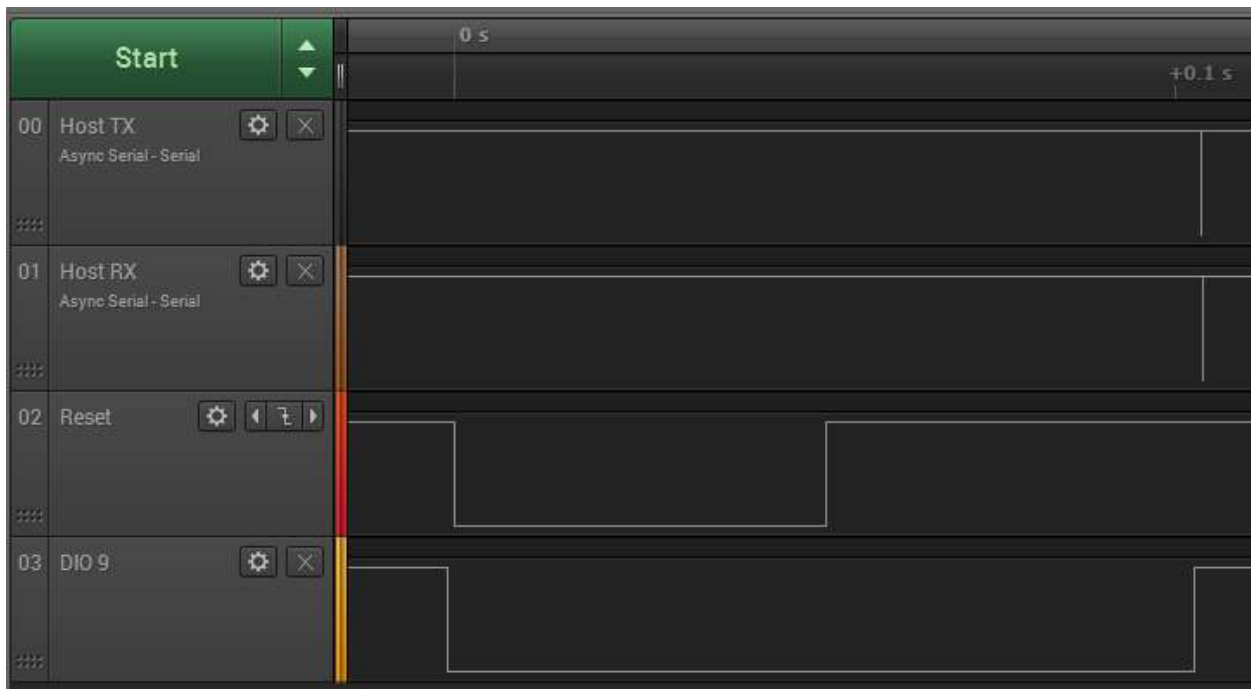 Start
0 s
+0.1 s
00 Host TX
Async Serial - Serial
01 Host RX
Async Serial - Serial
02 Reset
03 DIO 9